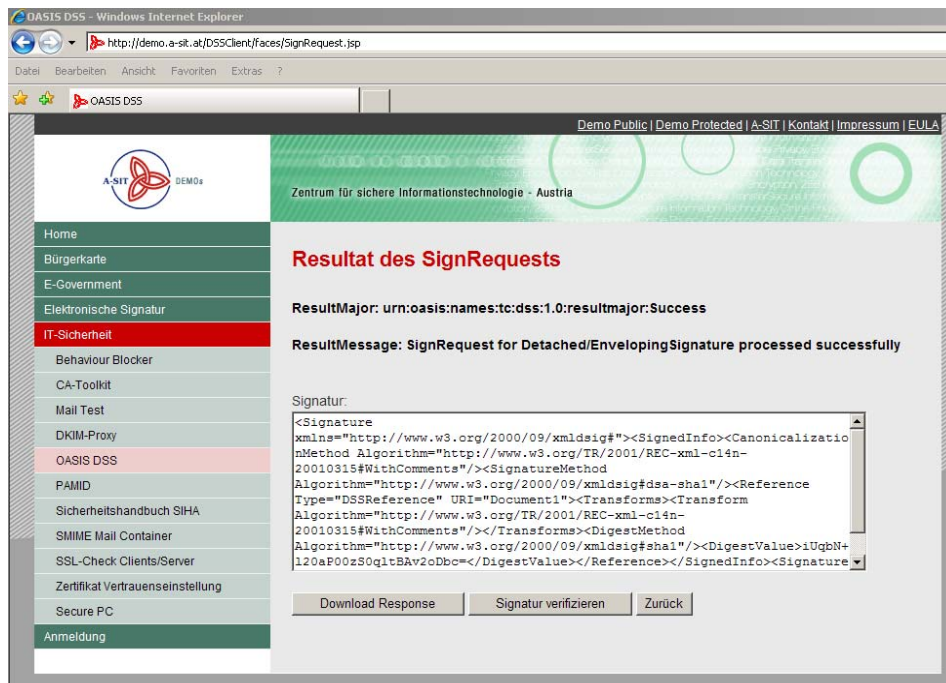 OASIS DSS - Windows Internet Explorer
http://demo.a-sit.at/DSSClient/faces/SignRequest.jsp
Datei Bearbeiten Ansicht Favoriten Extras ?
OASIS DSS
Demo Public | Demo Protected | A-SIT | Kontakt | Impressum | EULA
A-SIT DEMOs
Zentrum für sichere Informationstechnologie - Austria
Home
Bürgerkarte
E-Government
Elektronische Signatur
IT-Sicherheit
Behaviour Blocker
CA-Toolkit
Mail Test
DKIM-Proxy
OASIS DSS
PAMID
Sicherheitshandbuch SIHA
SMIME Mail Container
SSL-Check Clients/Server
Zertifikat Vertrauenseinstellung
Secure PC
Anmeldung
Resultat des SignRequests
ResultMajor: urn:oasis:names:tc:dss:1.0:resultmajor:Success
ResultMessage: SignRequest for Detached/EnvelopingSignature processed successfully
Signatur:
<Signature
xmlns="http://www.w3.org/2000/09/xmldsig#"><SignedInfo><Canonicalizatio
nMethod Algorithm="http://www.w3.org/TR/2001/REC-xml-c14n-
20010315#WithComments"/><SignatureMethod
Algorithm="http://www.w3.org/2000/09/xmldsig#dsa-sha1"/><Reference
Type="DSSReference" URI="Document1"><Transforms><Transform
Algorithm="http://www.w3.org/TR/2001/REC-xml-c14n-
20010315#WithComments"/></Transforms><DigestMethod
Algorithm="http://www.w3.org/2000/09/xmldsig#sha1"/><DigestValue>iUqbN+
l20aP00zS0qltBAv2oDbc=</DigestValue></Reference></SignedInfo><Signature
Download Response
Signatur verifizieren
Zurück